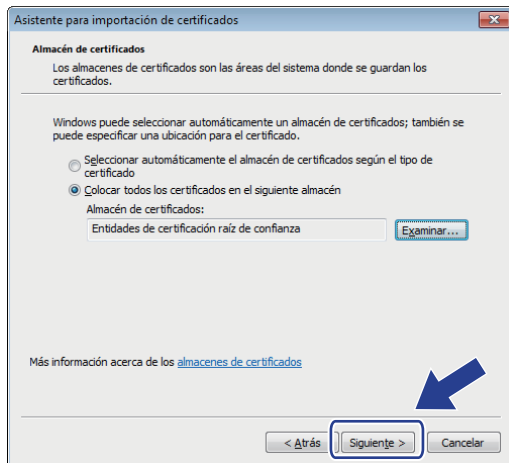 Asistente para importación de certificados
Almacén de certificados
Los almacenes de certificados son las áreas del sistema donde se guardan los
certificados.
Windows puede seleccionar automáticamente un almacén de certificados; también se
puede especificar una ubicación para el certificado.
Seleccionar automáticamente el almacén de certificados según el tipo de
certificado
Colocar todos los certificados en el siguiente almacén
Almacén de certificados:
Entidades de certificación raíz de confianza
Examinar...
Más información acerca de los almacenes de certificados
< Atrás
Siguiente >
Cancelar